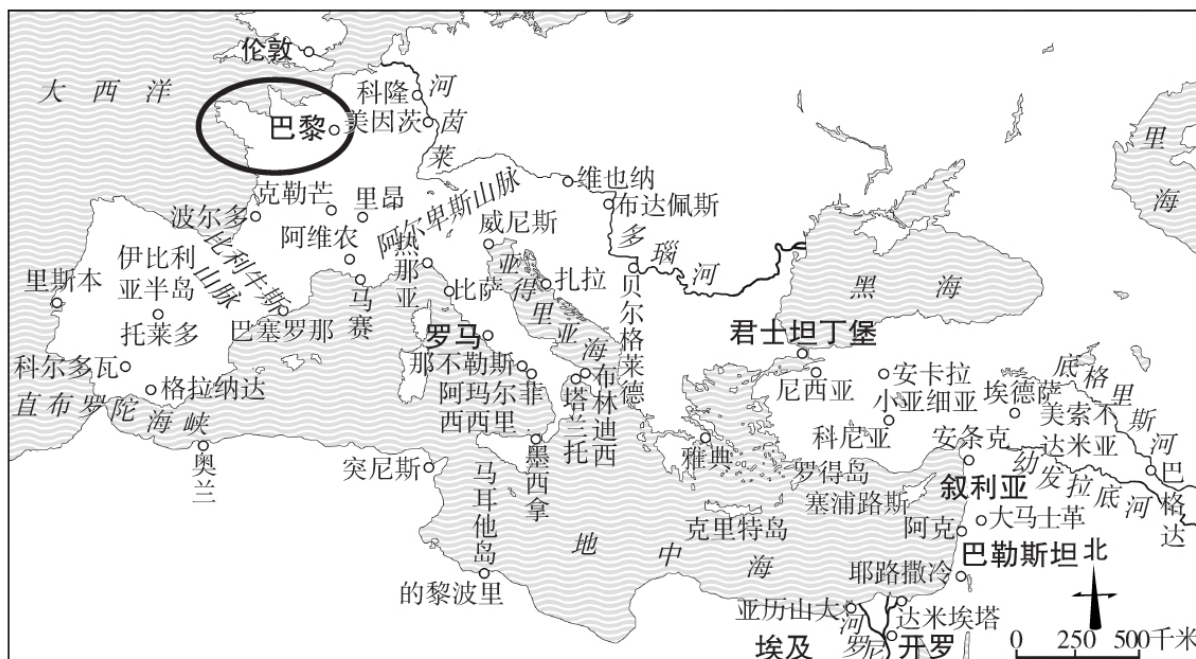 伦敦
大西洋
科隆
巴黎
美因茨
莱茵河
里海
维也纳
克勒芒
里昂
阿尔卑斯山脉
布达佩斯
波尔多
威尼斯
多瑙河
阿维农
比利牛斯
山脉
热那亚
伊比利
亚半岛
里斯本
亚得里亚海
扎拉
黑海
比萨
马赛
巴塞罗那
托莱多
贝尔格莱德
罗马
君士坦丁堡
科尔多瓦
格拉纳达
那不勒斯
阿玛尔菲
布林迪西
塔兰托
尼西亚
安卡拉
小亚细亚
埃德萨
底格里斯河
直布罗陀海峡
西西里
科尼亚
美索不
达米亚
安条克
奥兰
突尼斯
墨西拿
雅典
罗得岛
幼发拉底河
巴格达
马耳他岛
塞浦路斯
叙利亚
克里特岛
阿克
大马士革
地中海
巴勒斯坦
北
的黎波里
耶路撒冷
亚历山大
达米埃塔
尼罗河
埃及
开罗
0 250 500千米